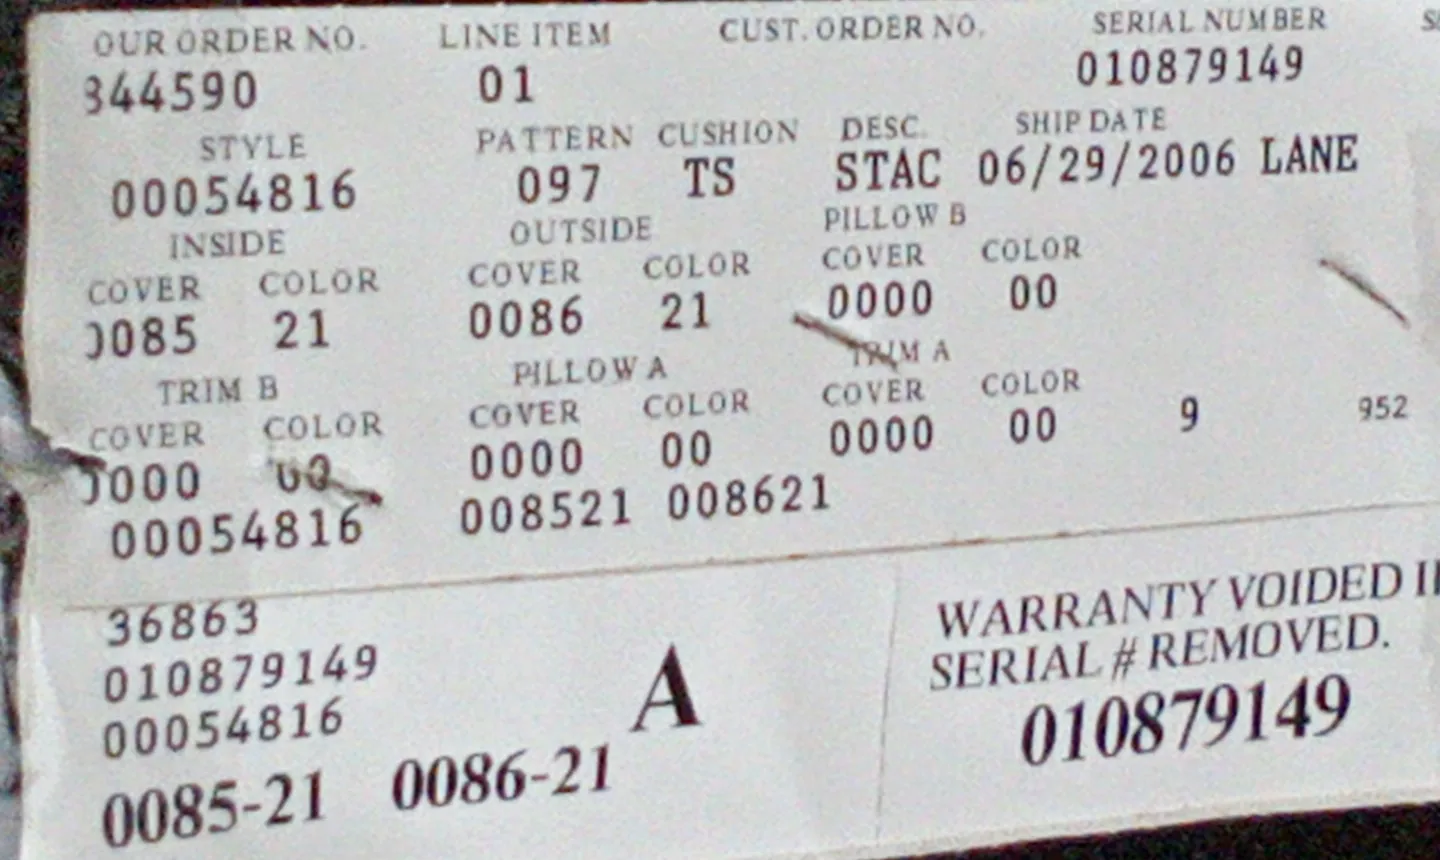 OUR ORDER NO. LINE ITEM CUST. ORDER NO. SERIAL NUMBER
344590 01 010879149
STYLE PATTERN CUSHION DESC. SHIP DATE
00054816 097 TS STAC 06/29/2006 LANE
INSIDE OUTSIDE PILLOW B
COVER COLOR COVER COLOR COVER COLOR
0085 21 0086 21 0000 00
TRIM B PILLOW A TRIM A
COVER COLOR COVER COLOR COVER COLOR
0000 00 0000 00 0000 00 9 952
00054816 008521 008621
36863
010879149
00054816
0085-21 0086-21 A
WARRANTY VOIDED IF
SERIAL # REMOVED.
010879149